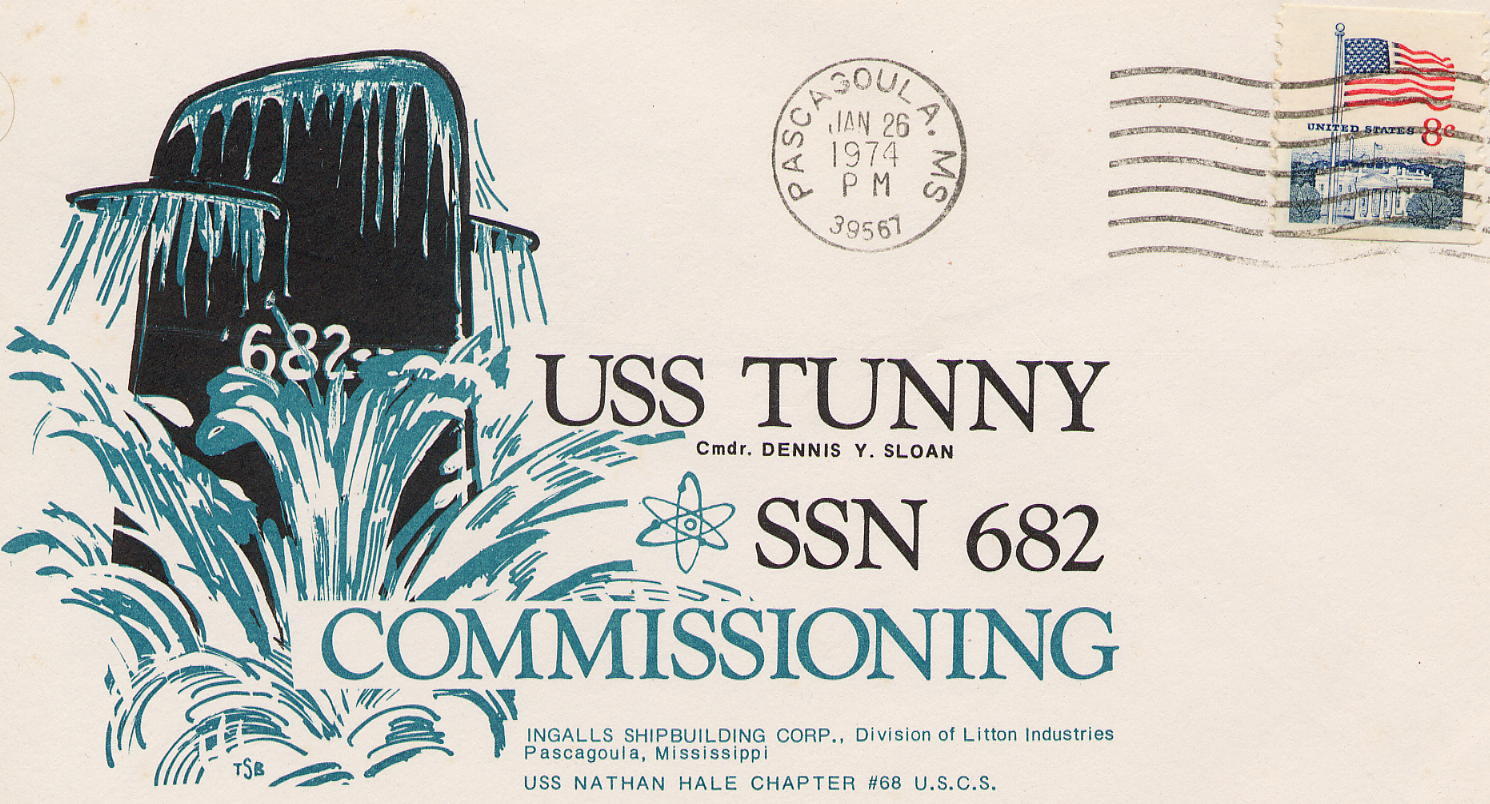 PASCAGOULA. MS
JAN 26
1974
PM
39567
UNITED STATES 8c
682
USS TUNNY
Cmdr. DENNIS Y. SLOAN
SSN 682
COMMISSIONING
INGALLS SHIPBUILDING CORP., Division of Litton Industries
Pascagoula, Mississippi
USS NATHAN HALE CHAPTER #68 U.S.C.S.
TSB